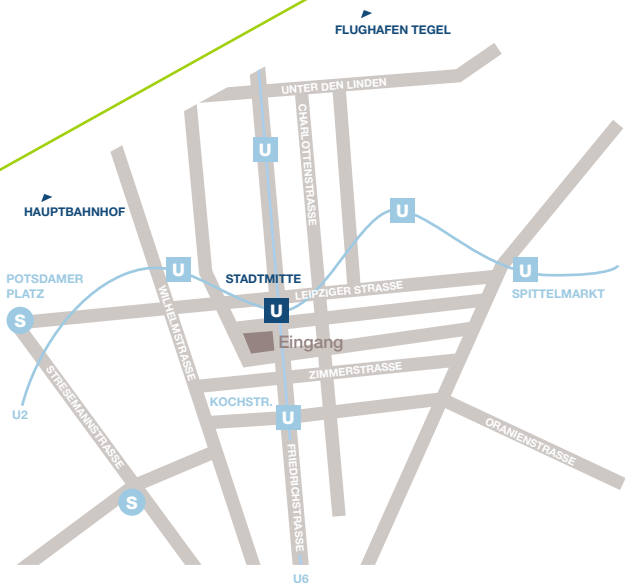 FLUGHAFEN TEGEL
UNTER DEN LINDEN
CHARLOTTENSTRASSE
U
HAUPTBAHNHOF
U
POTSDAMER
PLATZ
U
STADTMITTE
U
SPITTELMARKT
LEIPZIGER STRASSE
WILHELMSTRASSE
S
U
Eingang
ZIMMERSTRASSE
STRESEMANNSTRASSE
KOCHSTR.
U
U2
ORANIENSTRASSE
FRIEDRICHSTRASSE
S
U6